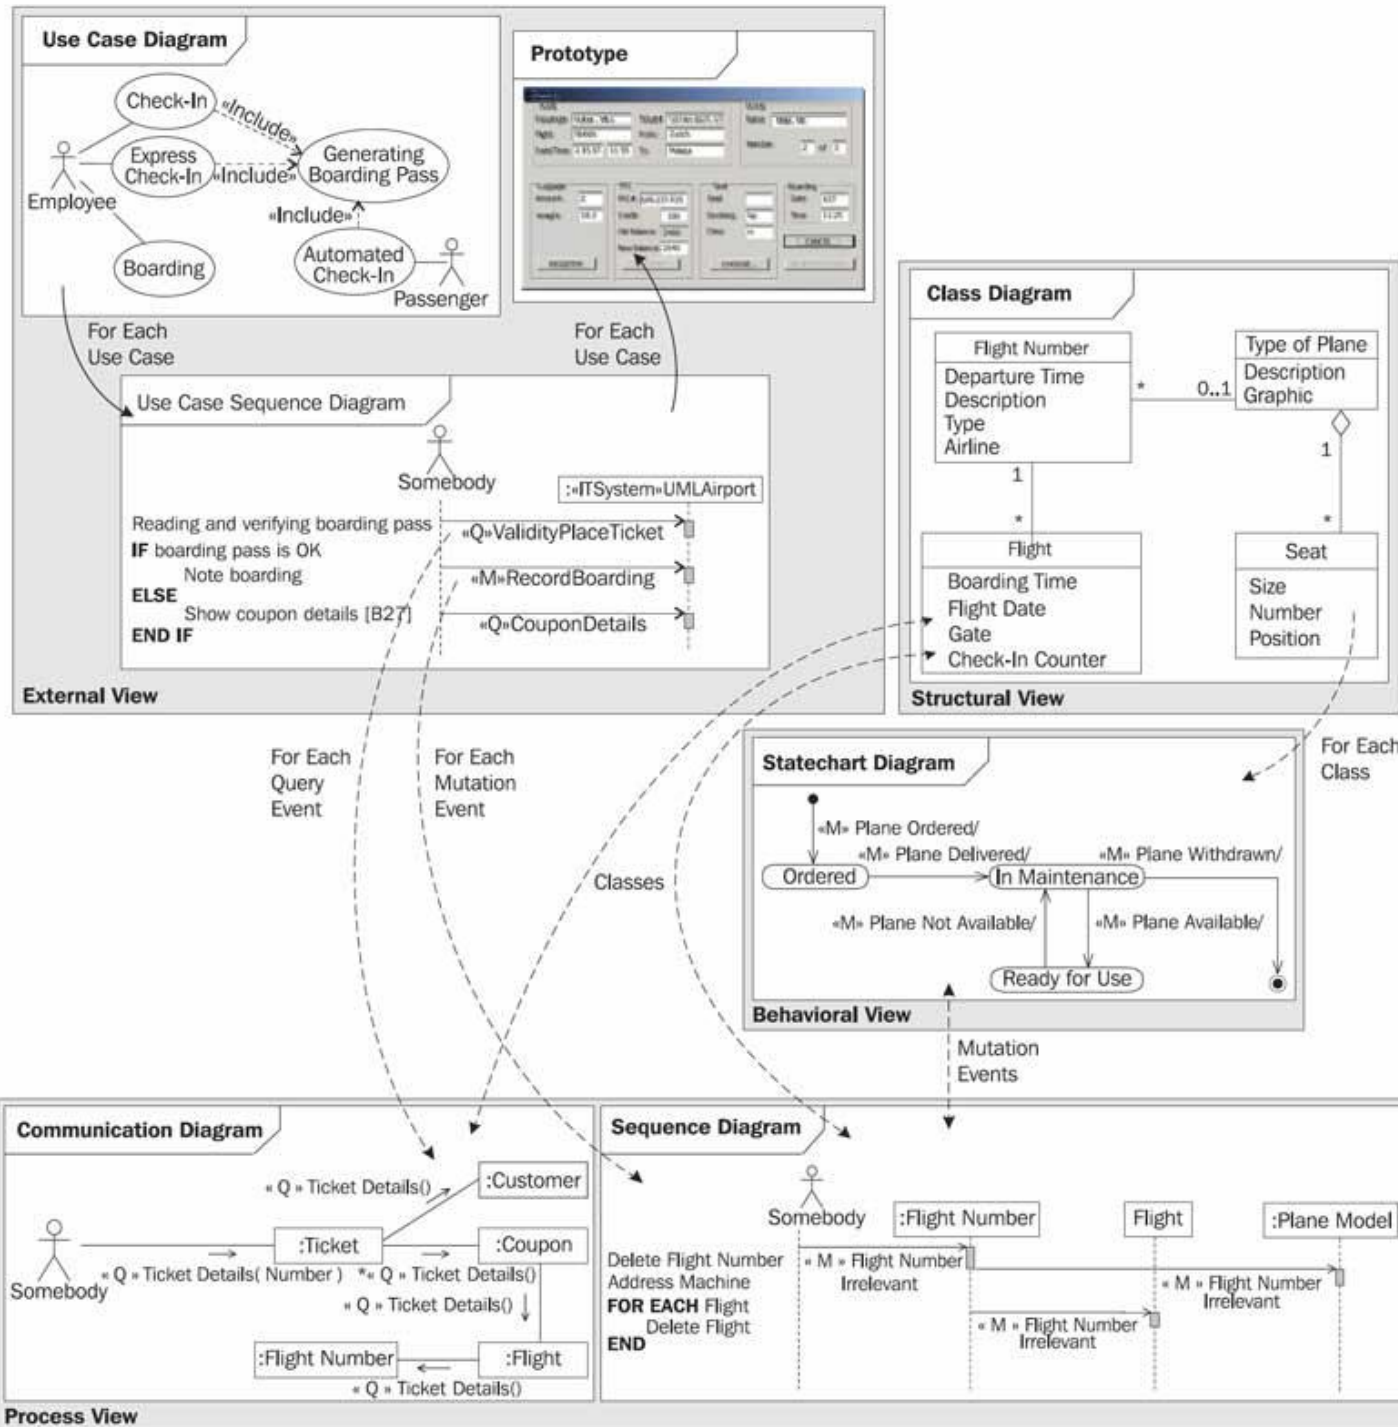 Use Case Diagram
Check-In
«Include»
Express
Check-In
«Include»
Generating
Boarding Pass
Employee
«Include»
Boarding
Automated
Check-In
Passenger
For Each
Use Case
Prototype
For Each
Use Case
Use Case Sequence Diagram
Somebody
:«ITSystem»UMLAirport
Reading and verifying boarding pass
«Q»ValidityPlaceTicket
IF boarding pass is OK
Note boarding
«M»RecordBoarding
ELSE
Show coupon details [B27]
«Q»CouponDetails
END IF
External View
Class Diagram
Flight Number
Departure Time
Description
Type
Airline
*
0..1
Type of Plane
Description
Graphic
1
*
1
*
Flight
Boarding Time
Flight Date
Gate
Check-In Counter
Seat
Size
Number
Position
Structural View
For Each
Query
Event
For Each
Mutation
Event
Classes
For Each
Class
Statechart Diagram
«M» Plane Ordered/
«M» Plane Delivered/
«M» Plane Withdrawn/
Ordered
In Maintenance
«M» Plane Not Available/
«M» Plane Available/
Ready for Use
Behavioral View
Mutation
Events
Communication Diagram
« Q » Ticket Details()
:Customer
:Ticket
:Coupon
Somebody
« Q » Ticket Details( Number )
*« Q » Ticket Details()
« Q » Ticket Details()
:Flight Number
:Flight
« Q » Ticket Details()
Sequence Diagram
Somebody
:Flight Number
Flight
:Plane Model
Delete Flight Number
Address Machine
FOR EACH Flight
Delete Flight
END
« M » Flight Number
Irrelevant
« M » Flight Number
Irrelevant
« M » Flight Number
Irrelevant
Process View